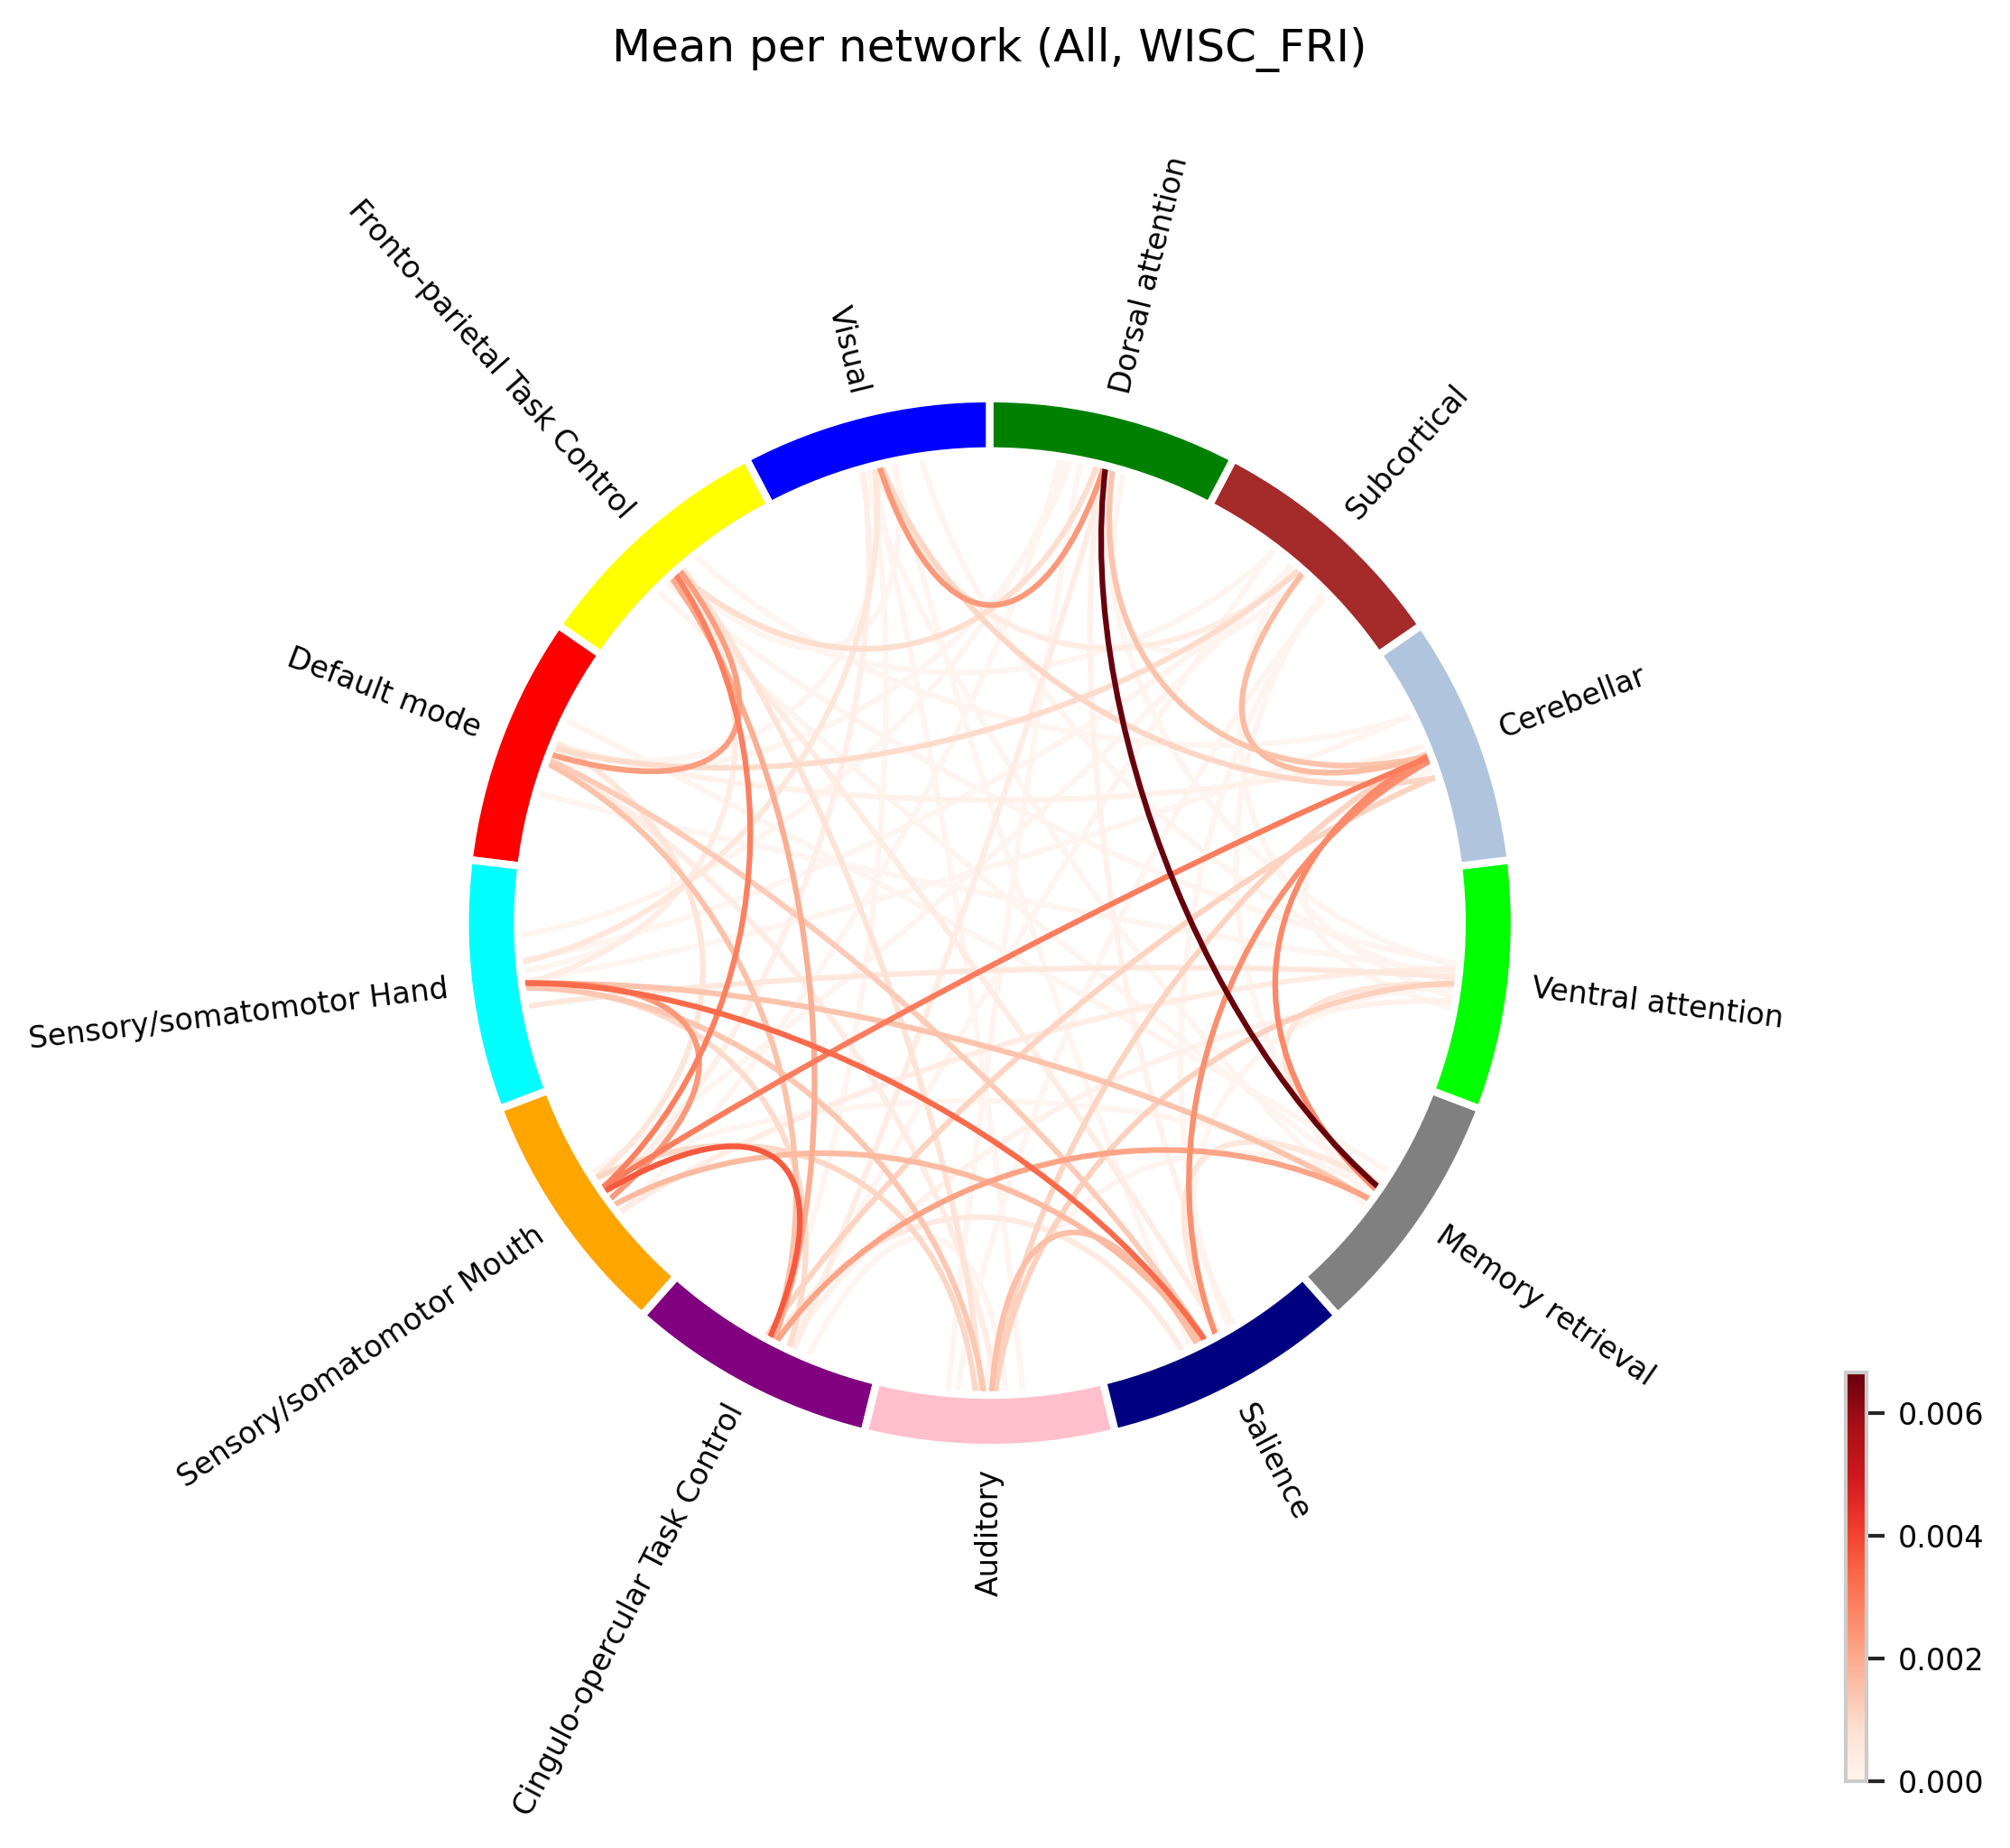 Mean per network (All, WISC_FRI)
Dorsal attention
Subcortical
Cerebellar
Ventral attention
Memory retrieval
Salience
Auditory
Cingulo-opercular Task Control
Sensory/somatomotor Mouth
Sensory/somatomotor Hand
Default mode
Fronto-parietal Task Control
Visual
0.006
0.004
0.002
0.000